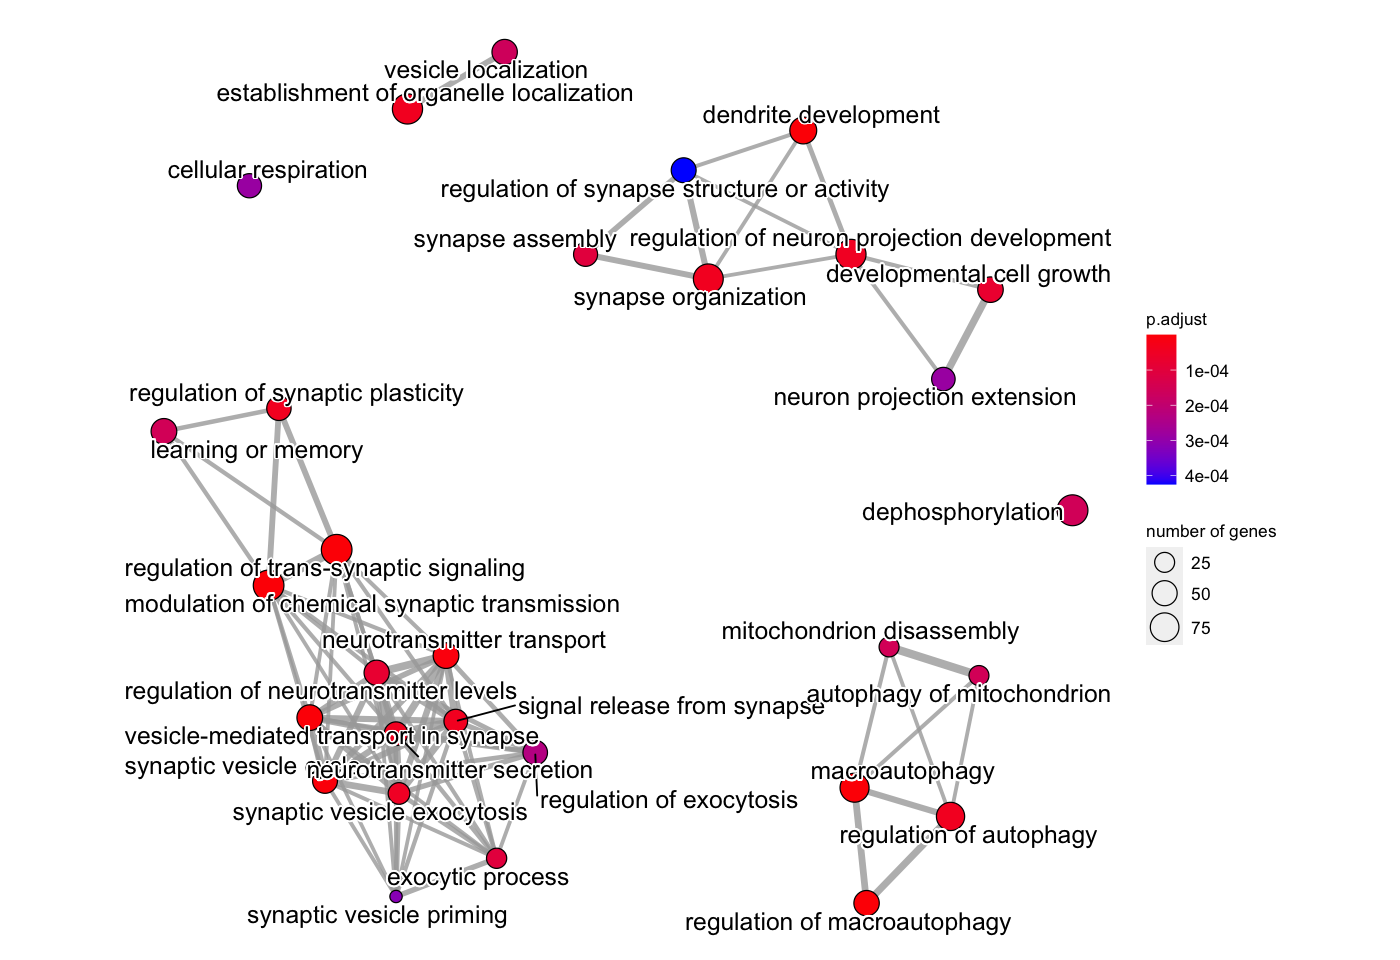 vesicle localization
establishment of organelle localization
dendrite development
cellular respiration
regulation of synapse structure or activity
synapse assembly
regulation of neuron projection development
developmental cell growth
synapse organization
p.adjust
1e-04
2e-04
3e-04
4e-04
neuron projection extension
regulation of synaptic plasticity
learning or memory
dephosphorylation
number of genes
25
50
75
regulation of trans-synaptic signaling
modulation of chemical synaptic transmission
mitochondrion disassembly
neurotransmitter transport
regulation of neurotransmitter levels
autophagy of mitochondrion
signal release from synapse
vesicle-mediated transport in synapse
synaptic vesicle
neurotransmitter secretion
macroautophagy
regulation of exocytosis
synaptic vesicle exocytosis
regulation of autophagy
exocytic process
synaptic vesicle priming
regulation of macroautophagy